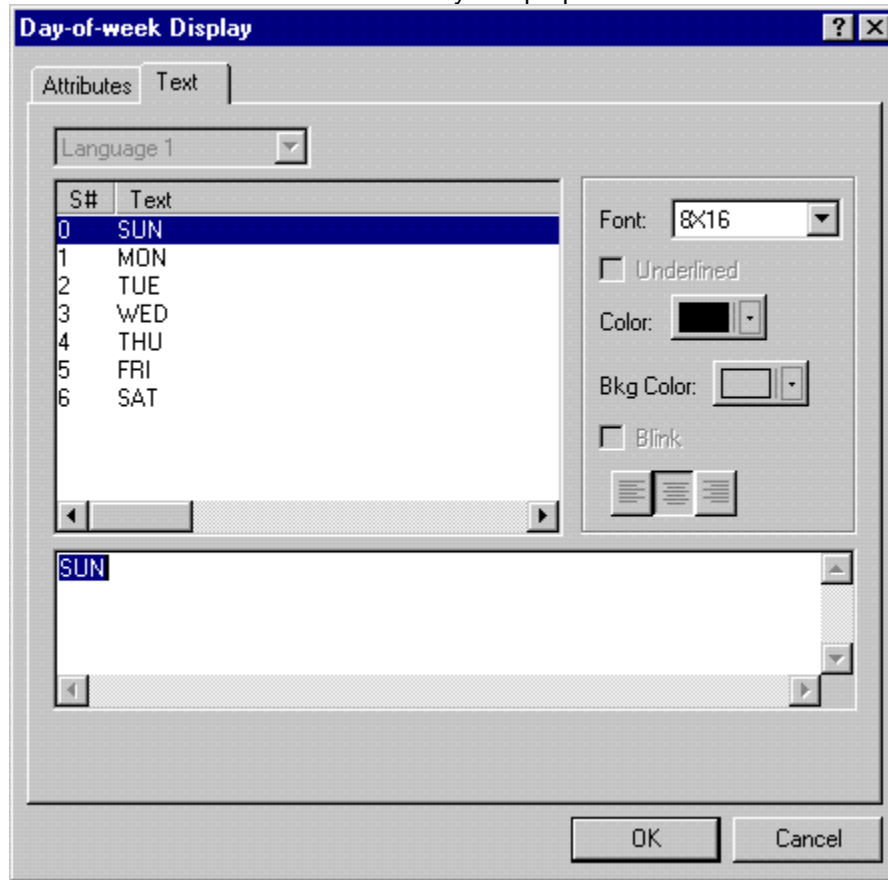 Day-of-week Display
Attributes Text
Language 1
S# Text
0 SUN
1 MON
2 TUE
3 WED
4 THU
5 FRI
6 SAT
Font: 8X16
Underlined
Color:
Bkg Color:
Blink
SUN
OK Cancel